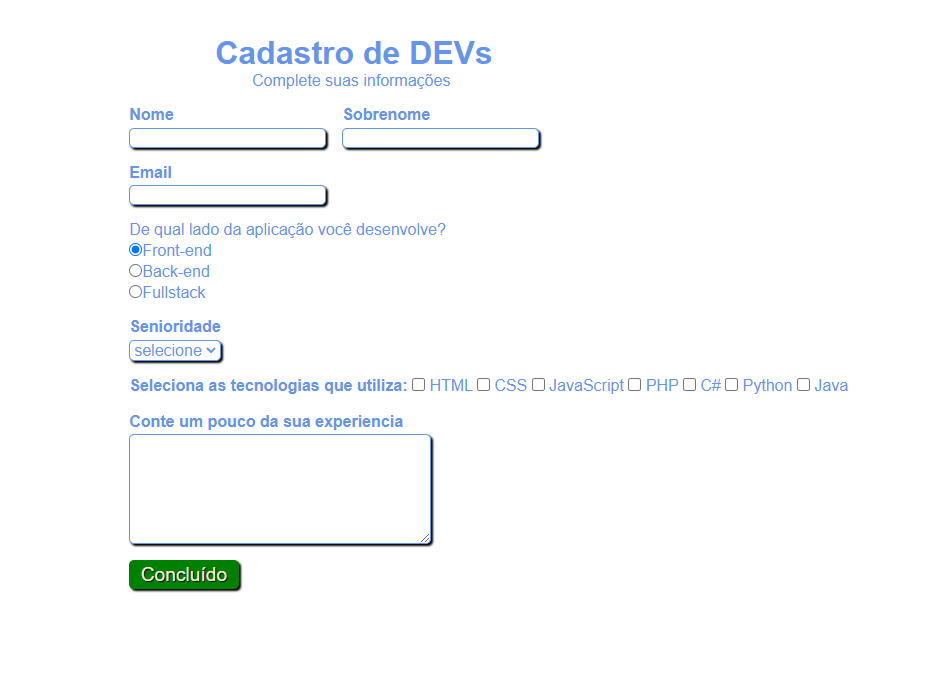 Cadastro de DEVs
Complete suas informações
Nome Sobrenome
Email
De qual lado da aplicação você desenvolve?
Front-end
Back-end
Fullstack
Senioridade
selecione
Seleciona as tecnologias que utiliza: HTML CSS JavaScript PHP C# Python Java
Conte um pouco da sua experiencia
Concluído